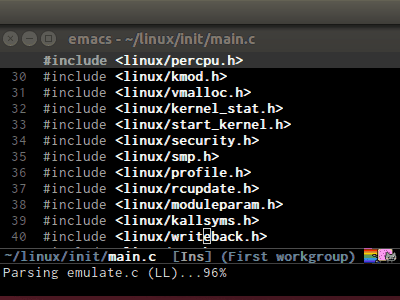 emacs - ~/linux/init/main.c
#include <linux/percpu.h>
30 #include <linux/kmod.h>
31 #include <linux/vmalloc.h>
32 #include <linux/kernel_stat.h>
33 #include <linux/start_kernel.h>
34 #include <linux/security.h>
35 #include <linux/smp.h>
36 #include <linux/profile.h>
37 #include <linux/rcupdate.h>
38 #include <linux/moduleparam.h>
39 #include <linux/kallsyms.h>
40 #include <linux/writeback.h>
~/linux/init/main.c [Ins] (First workgroup)
Parsing emulate.c (LL)...96%